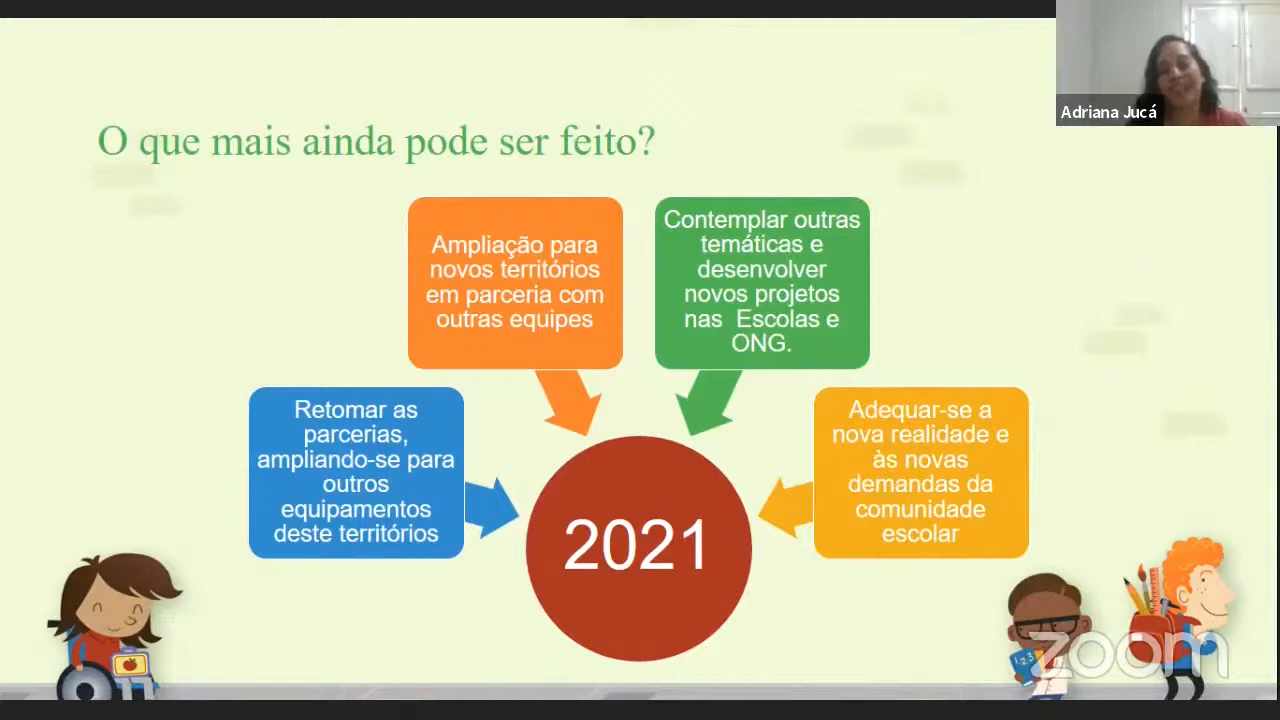 Adriana Jucá
O que mais ainda pode ser feito?
Ampliação para
novos territórios
em parceria com
outras equipes
Contemplar outras
temáticas e
desenvolver
novos projetos
nas Escolas e
ONG.
Retomar as
parcerias,
ampliando-se para
outros
equipamentos
deste territórios
Adequar-se a
nova realidade e
às novas
demandas da
comunidade
escolar
2021
123
zoom